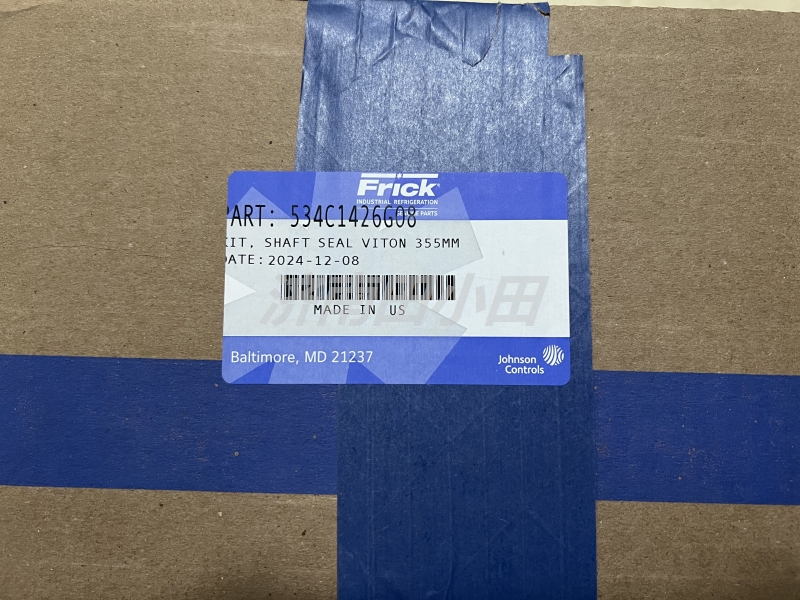 Frick
INDUSTRIAL REFRIGERATION
PARTS
PART: 534C1426G08
KIT, SHAFT SEAL VITON 355MM
DATE: 2024-12-08
MADE IN US
Baltimore, MD 21237
Johnson
Controls